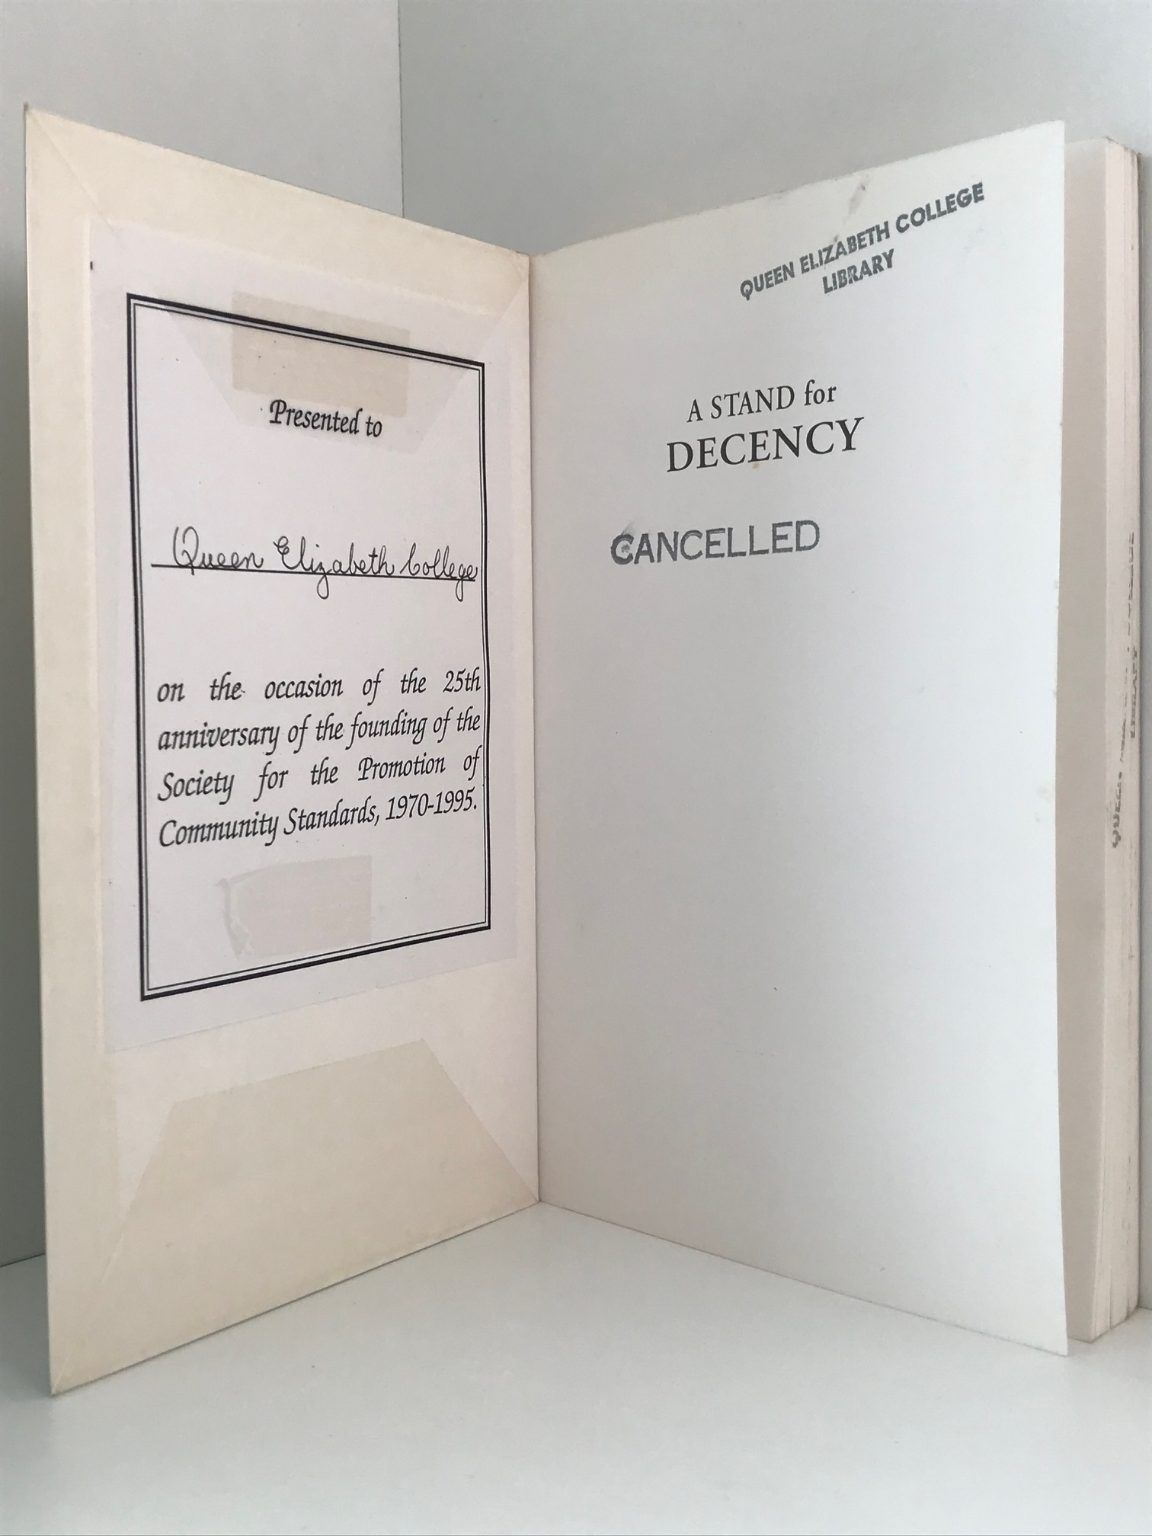 Presented to
Queen Elizabeth College
on the occasion of the 25th
anniversary of the founding of the
Society for the Promotion of
Community Standards, 1970-1995.
QUEEN ELIZABETH COLLEGE
LIBRARY
A STAND for
DECENCY
CANCELLED
LIBRARY